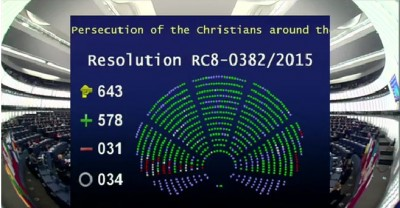 Persecution of the Christians around th
Resolution RC8-0382/2015
643
+ 578
- 031
034